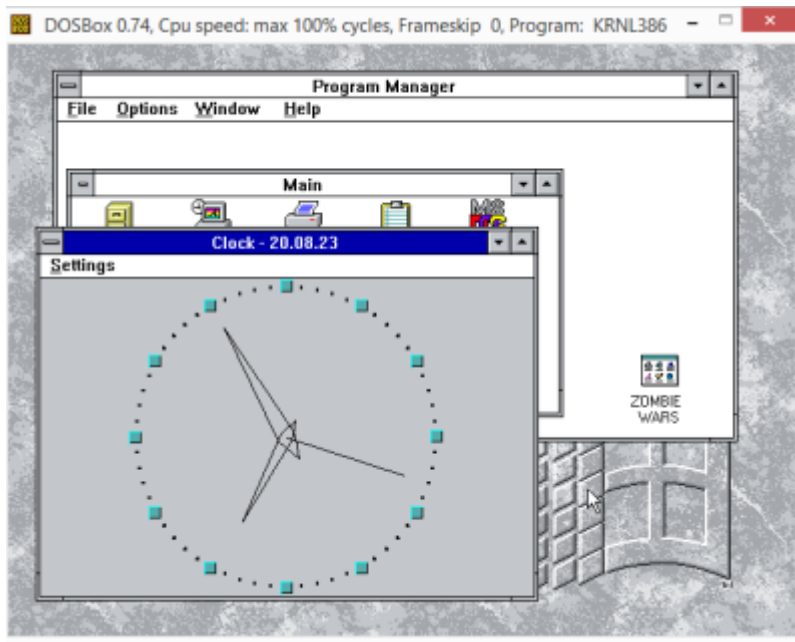 DOSBox 0.74, Cpu speed: max 100% cycles, Frameskip 0, Program: KRNL386
Program Manager
File Options Window Help
Main
MS
Clock - 20.08.23
Settings
ZOMBIE
WARS